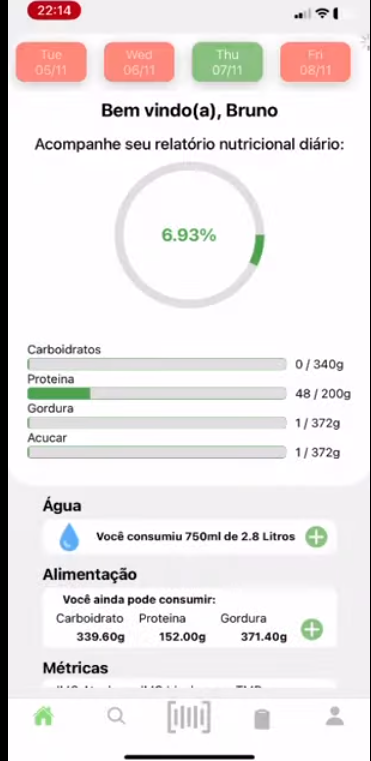 22:14
Tue Wed Thu Fri
05/11 06/11 07/11 08/11
Bem vindo(a), Bruno
Acompanhe seu relatório nutricional diário:
6.93%
Carboidratos
0 / 340g
Proteina
48 / 200g
Gordura
1 / 372g
Acucar
1 / 372g
Água
Você consumiu 750ml de 2.8 Litros
Alimentação
Você ainda pode consumir:
Carboidrato Proteina Gordura
339.60g 152.00g 371.40g
Métricas